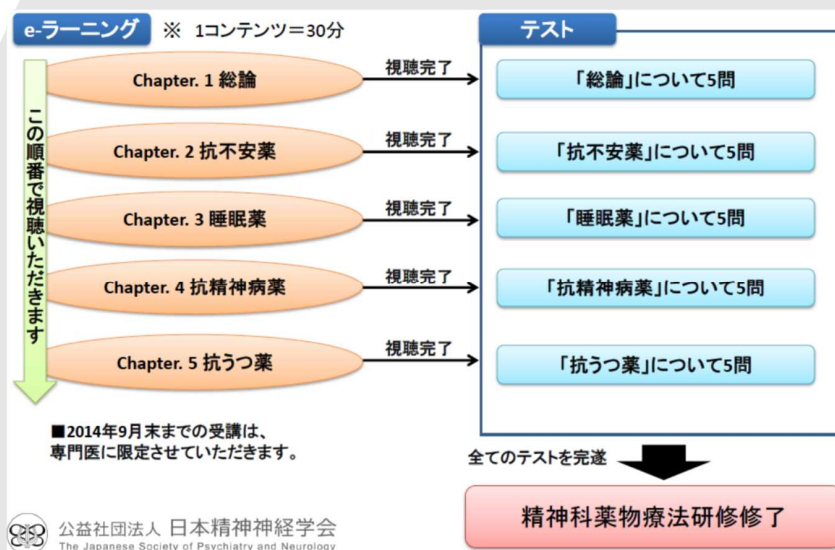 e-ラーニング ※ 1コンテンツ＝30分
テスト
この順番で視聴いただきます
Chapter. 1 総論
視聴完了
「総論」について5問
Chapter. 2 抗不安薬
視聴完了
「抗不安薬」について5問
Chapter. 3 睡眠薬
視聴完了
「睡眠薬」について5問
Chapter. 4 抗精神病薬
視聴完了
「抗精神病薬」について5問
Chapter. 5 抗うつ薬
視聴完了
「抗うつ薬」について5問
■2014年9月末までの受講は、
専門医に限定させていただきます。
全てのテストを完遂
精神科薬物療法研修修了
公益社団法人 日本精神神経学会
The Japanese Society of Psychiatry and Neurology